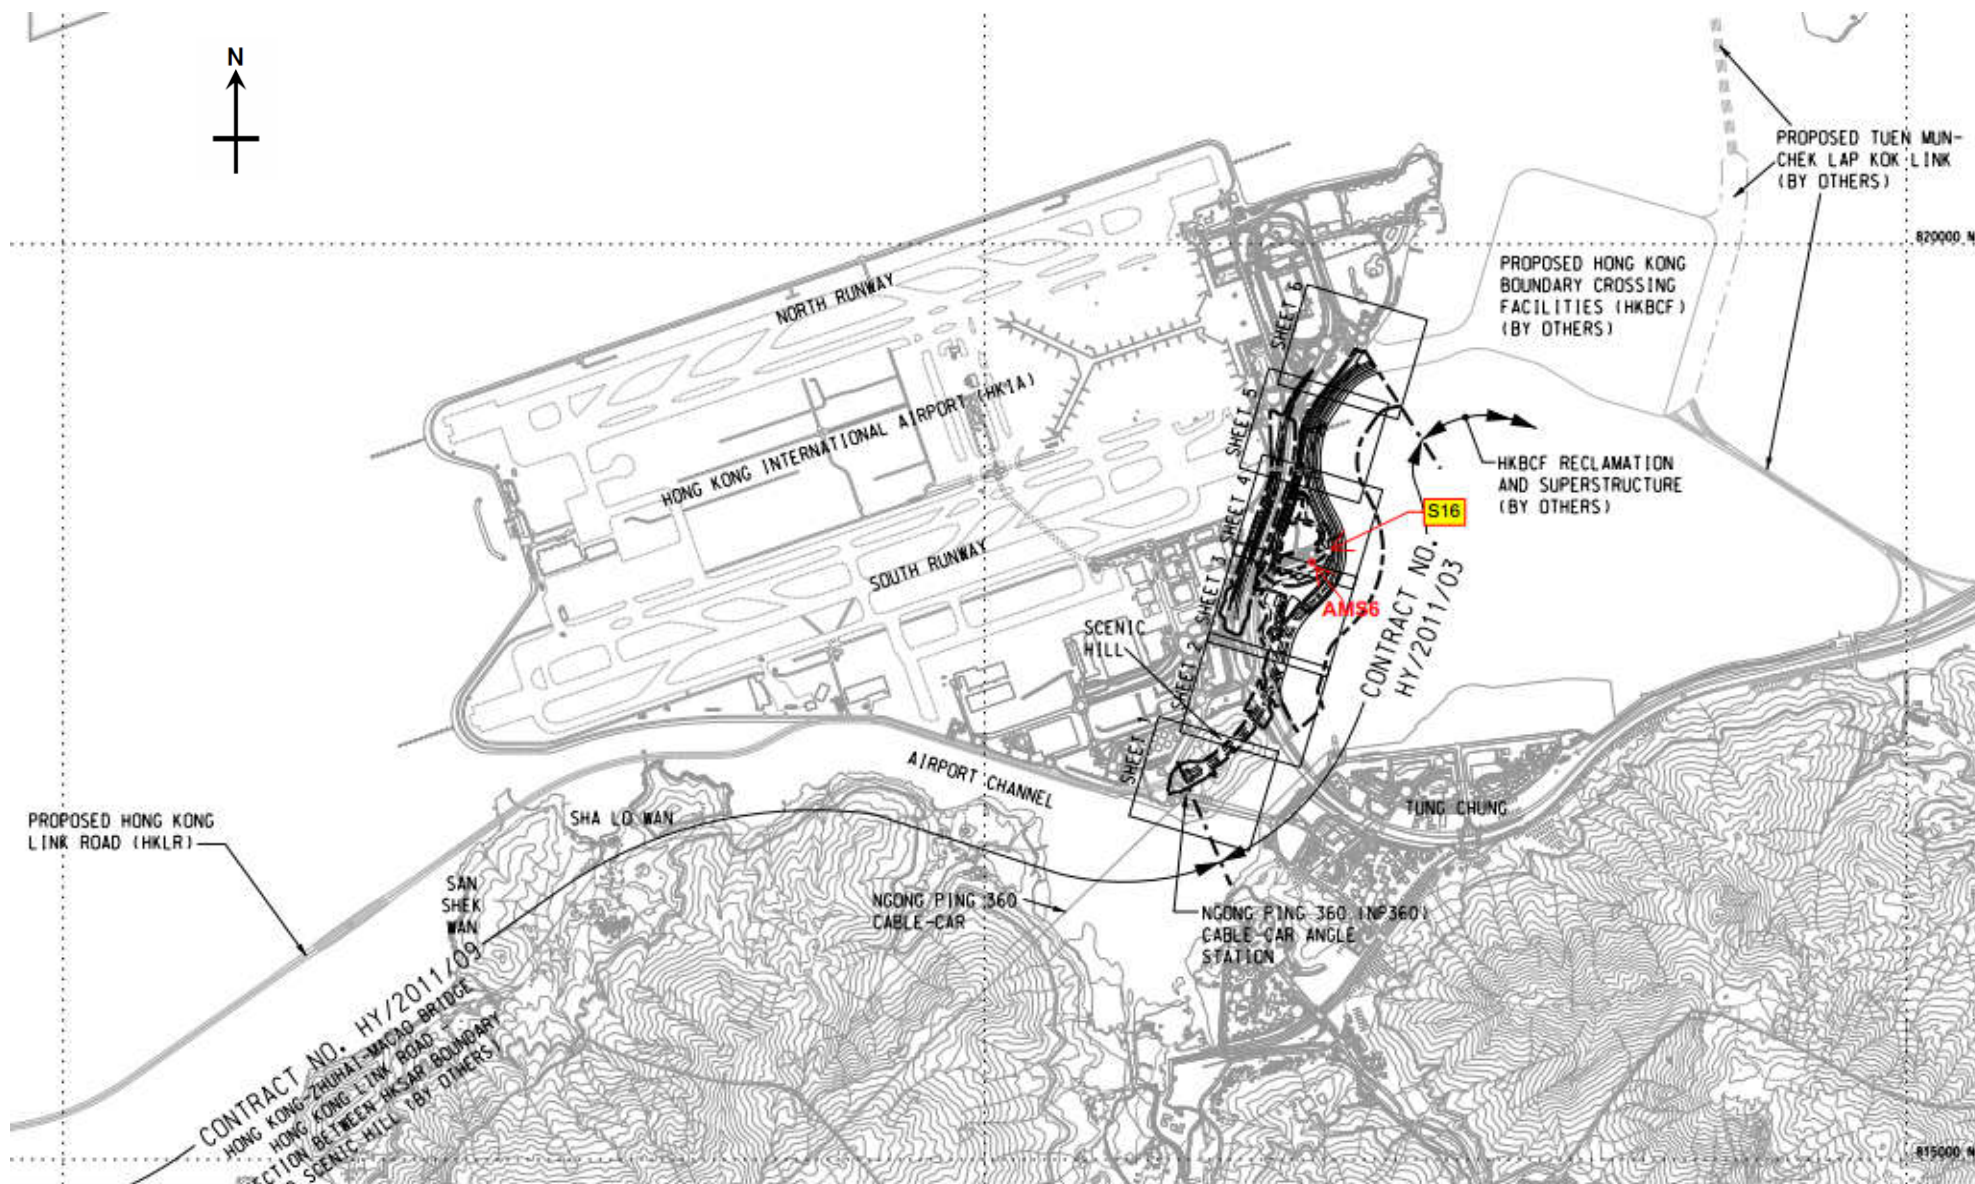 N
PROPOSED TUEN MUN-
CHEK LAP KOK LINK
(BY OTHERS)
820000 N
PROPOSED HONG KONG
BOUNDARY CROSSING
FACILITIES (HKBCF)
(BY OTHERS)
NORTH RUNWAY
SHEET 6
HONG KONG INTERNATIONAL AIRPORT (HKIA)
SHEET 5
HKBCF RECLAMATION
AND SUPERSTRUCTURE
(BY OTHERS)
SHEET 4
S16
SOUTH RUNWAY
SHEET 3
AMS6
CONTRACT NO.
HY/2011/03
SCENIC
HILL
SHEET 2
SHEET 1
AIRPORT CHANNEL
SHA LO WAN
TUNG CHUNG
PROPOSED HONG KONG
LINK ROAD (HKLR)
SAN
SHEK
WAN
NGONG PING 360
CABLE-CAR
NGONG PING 360 (NP360)
CABLE-CAR ANGLE
STATION
CONTRACT NO. HY/2011/09
HONG KONG-ZHUHAI-MACAO BRIDGE
HONG KONG LINK ROAD -
SECTION BETWEEN HKSAR BOUNDARY
SCENIC HILL (BY OTHERS)
815000 N